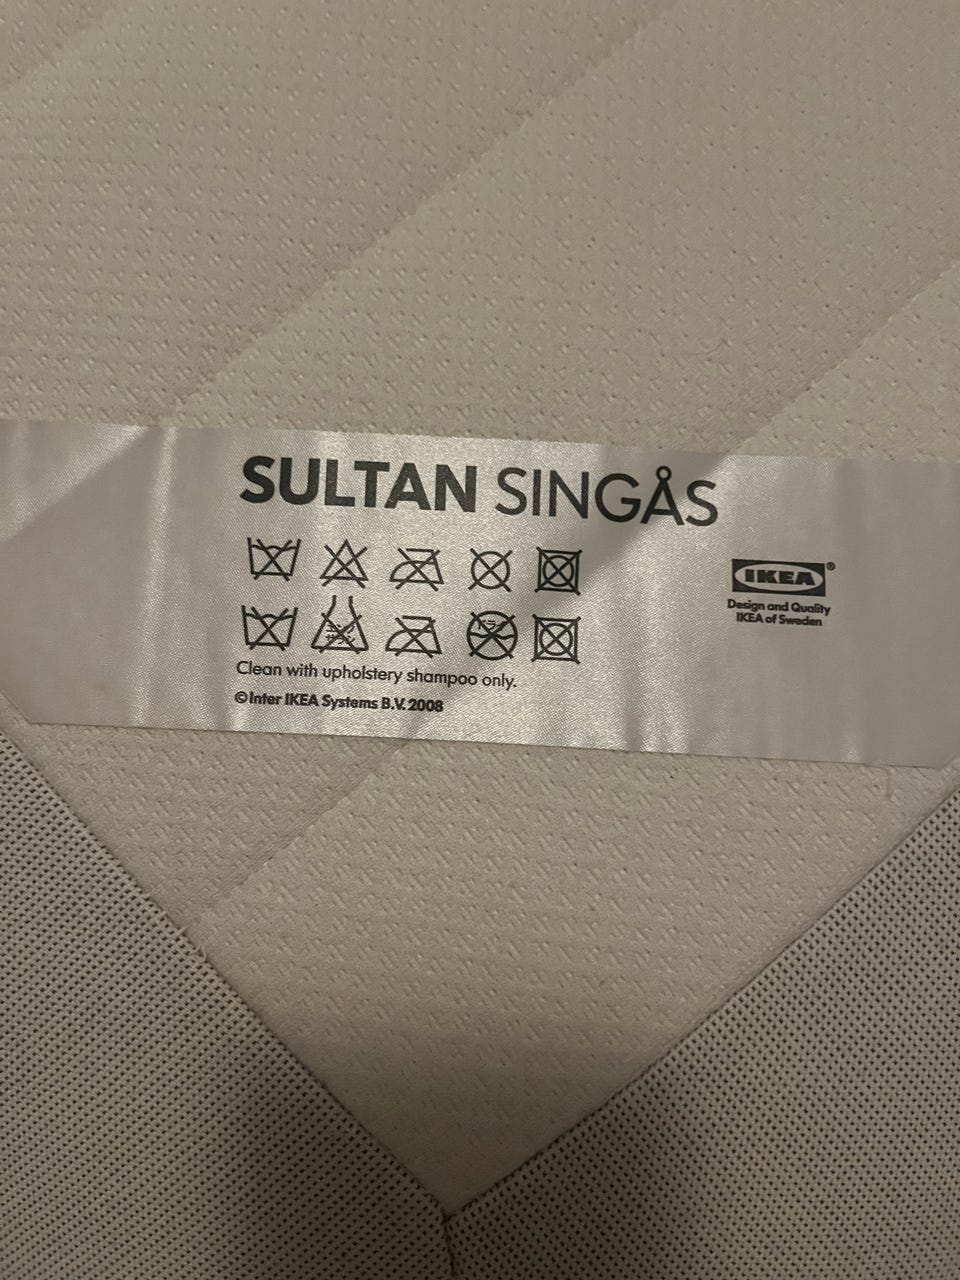 SULTAN SINGÅS
IKEA®
Design and Quality
IKEA of Sweden
Clean with upholstery shampoo only.
©Inter IKEA Systems B.V. 2008